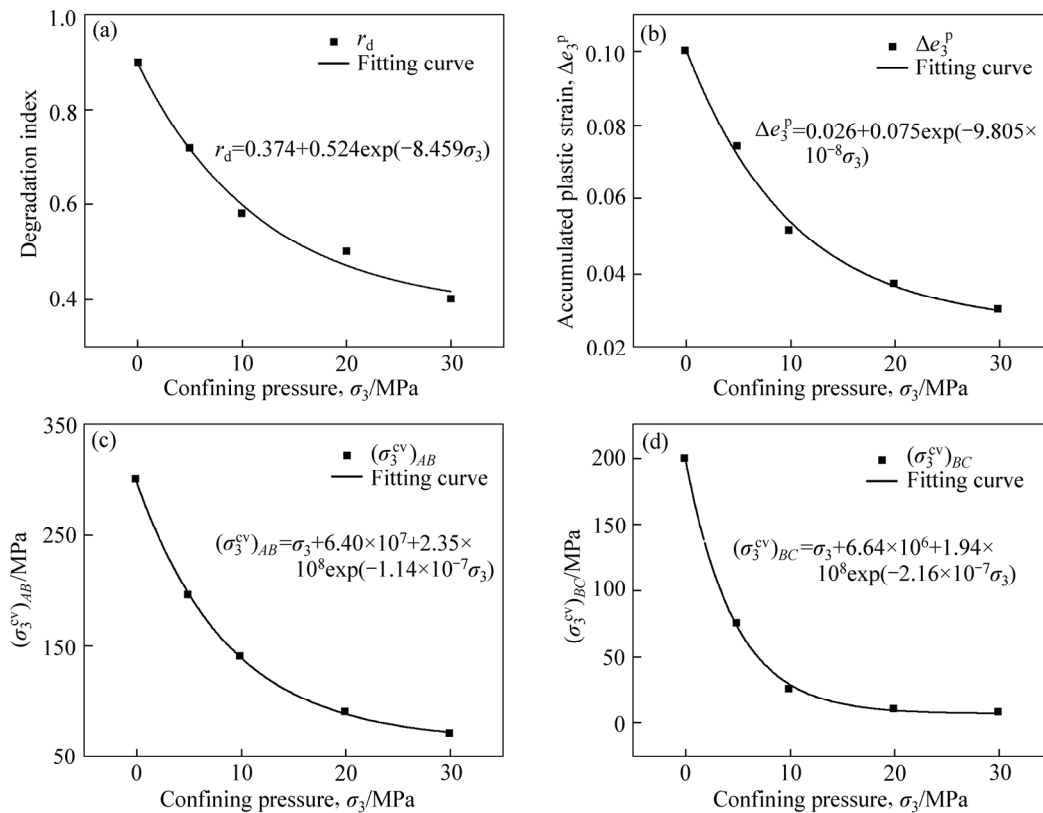 (a)
1.0
0.8
0.6
0.4
Degradation index
r_d
Fitting curve
r_d=0.374+0.524exp(−8.459σ_3)
0 10 20 30
Confining pressure, σ_3/MPa
(b)
0.10
0.08
0.06
0.04
0.02
Accumulated plastic strain, Δe_3^p
Δe_3^p
Fitting curve
Δe_3^p=0.026+0.075exp(−9.805×
10^−8σ_3)
0 10 20 30
Confining pressure, σ_3/MPa
(c)
350
250
150
50
(σ_3^cv)_AB/MPa
(σ_3^cv)_AB
Fitting curve
(σ_3^cv)_AB=σ_3+6.40×10^7+2.35×
10^8exp(−1.14×10^−7σ_3)
0 10 20 30
Confining pressure, σ_3/MPa
(d)
200
150
100
50
0
(σ_3^cv)_BC/MPa
(σ_3^cv)_BC
Fitting curve
(σ_3^cv)_BC=σ_3+6.64×10^6+1.94×
10^8exp(−2.16×10^−7σ_3)
0 10 20 30
Confining pressure, σ_3/MPa